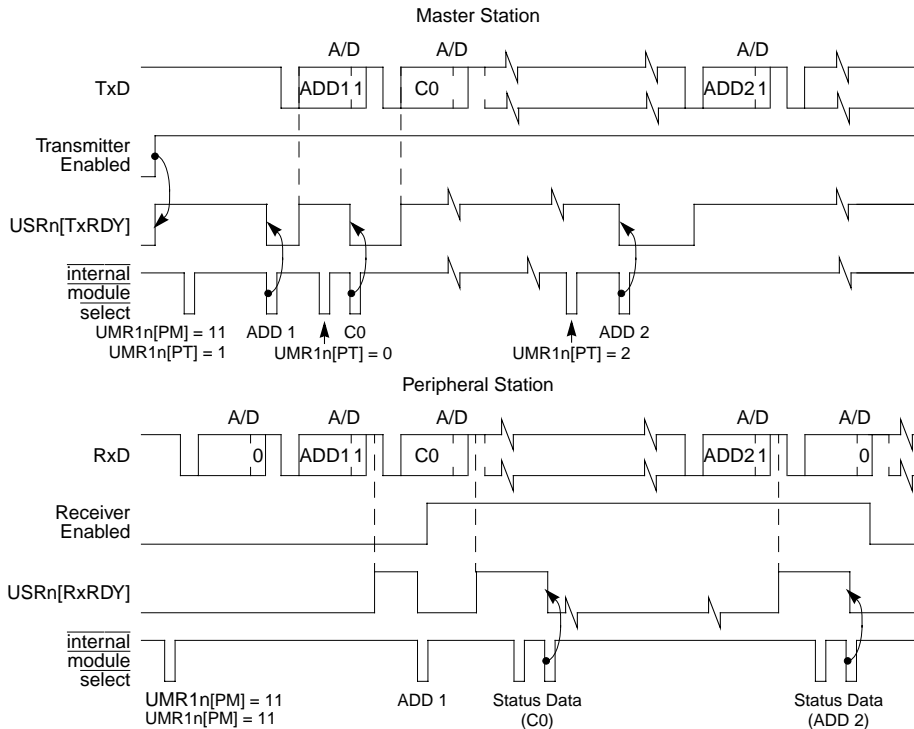 Master Station
A/D A/D A/D
TxD ADD1 1 C0 ADD2 1
Transmitter
Enabled
USRn[TxRDY]
internal
module
select
ADD 1 C0 ADD 2
UMR1n[PM] = 11
UMR1n[PT] = 1 UMR1n[PT] = 0 UMR1n[PT] = 2
Peripheral Station
A/D A/D A/D A/D A/D
RxD 0 ADD1 1 C0 ADD2 1 0
Receiver
Enabled
USRn[RxRDY]
internal
module
select
UMR1n[PM] = 11 ADD 1 Status Data Status Data
UMR1n[PM] = 11 (C0) (ADD 2)